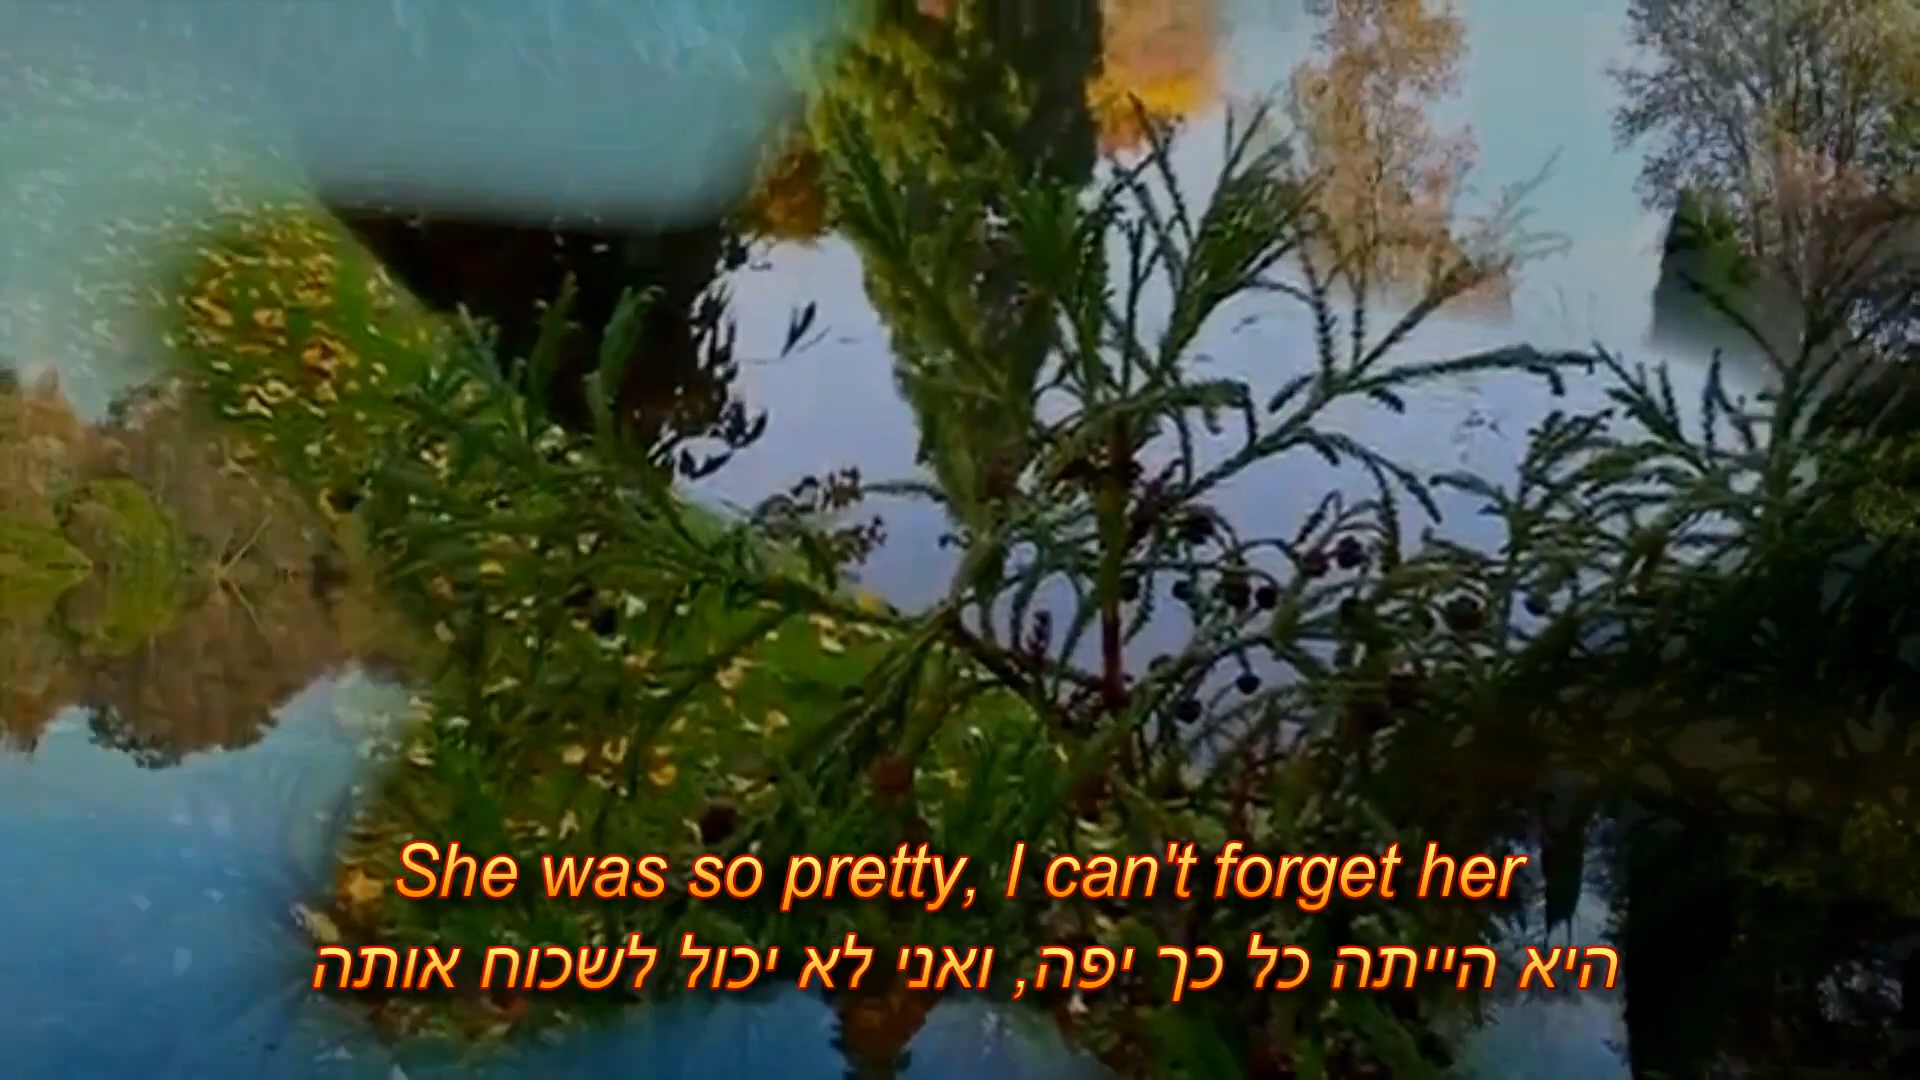 She was so pretty, I can't forget her
היא הייתה כל כך יפה, ואני לא יכול לשכוח אותה